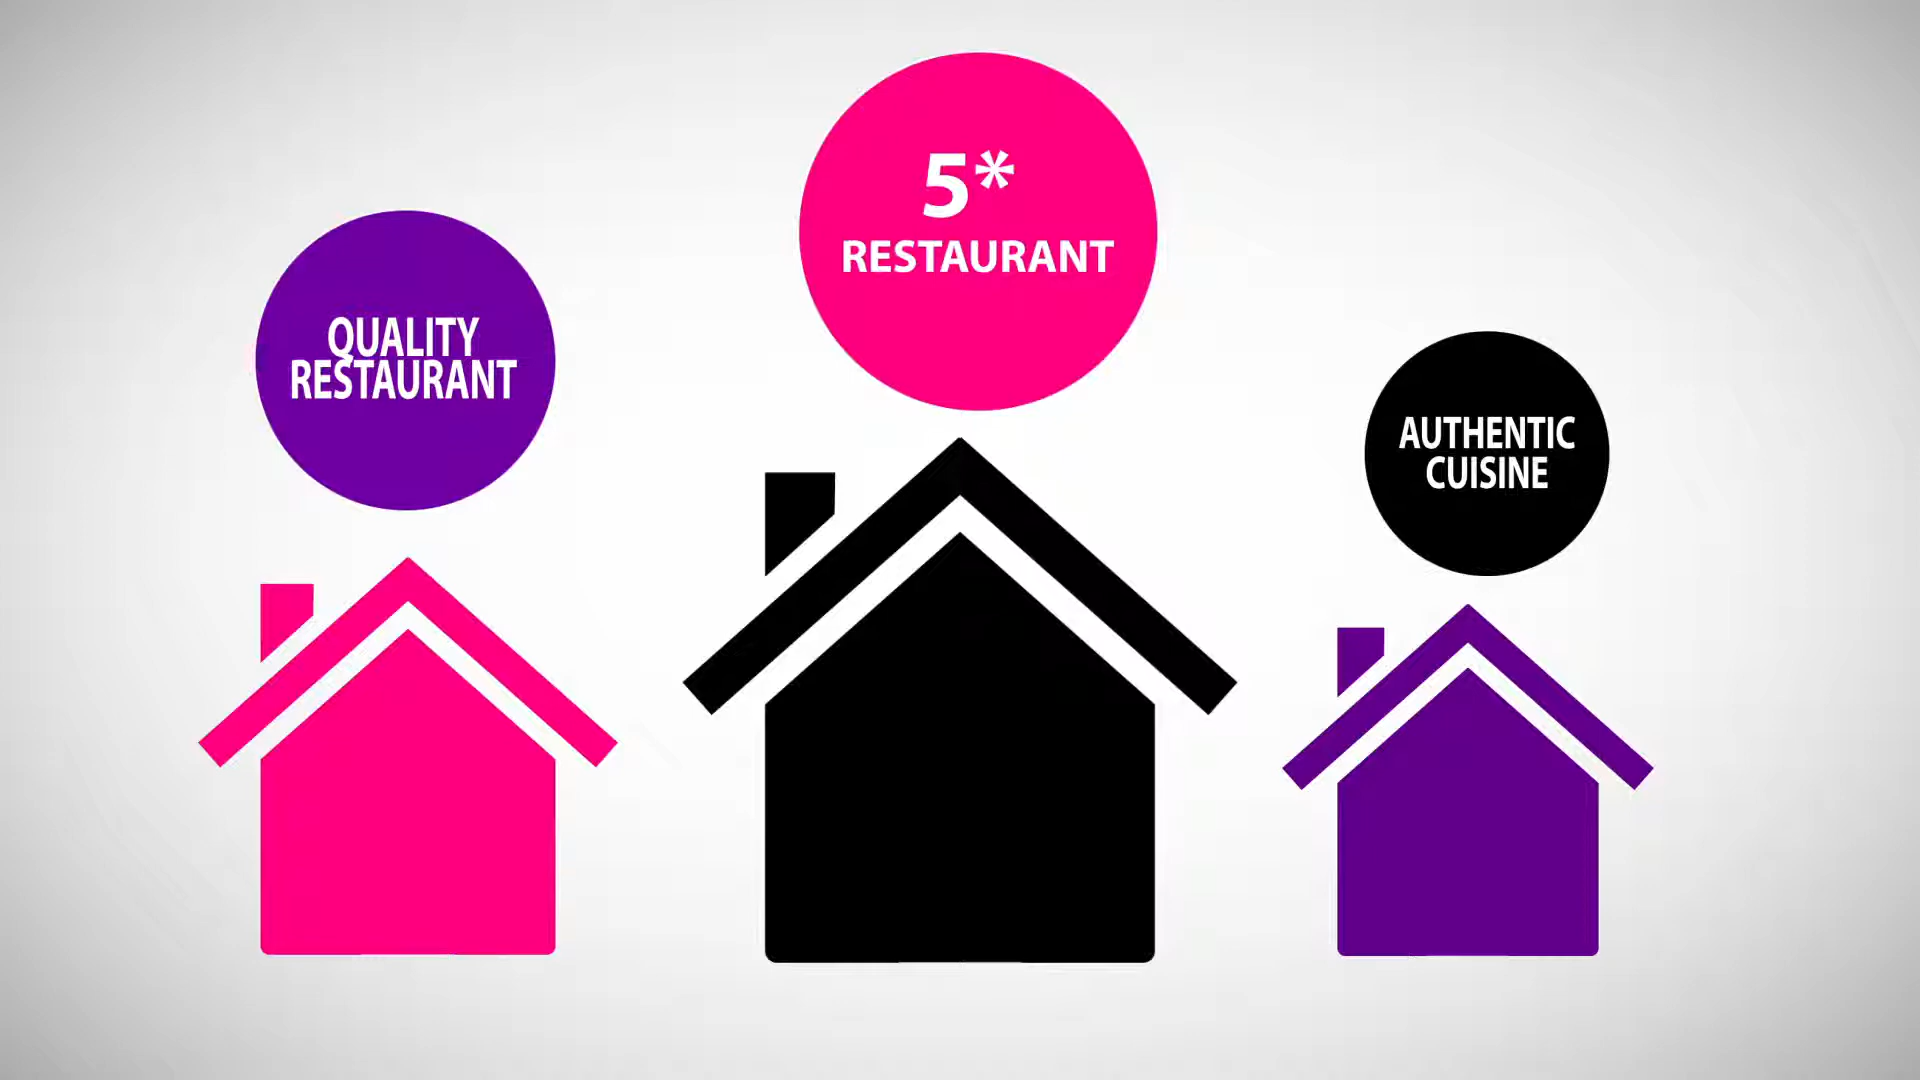 QUALITY
RESTAURANT
5*
RESTAURANT
AUTHENTIC
CUISINE